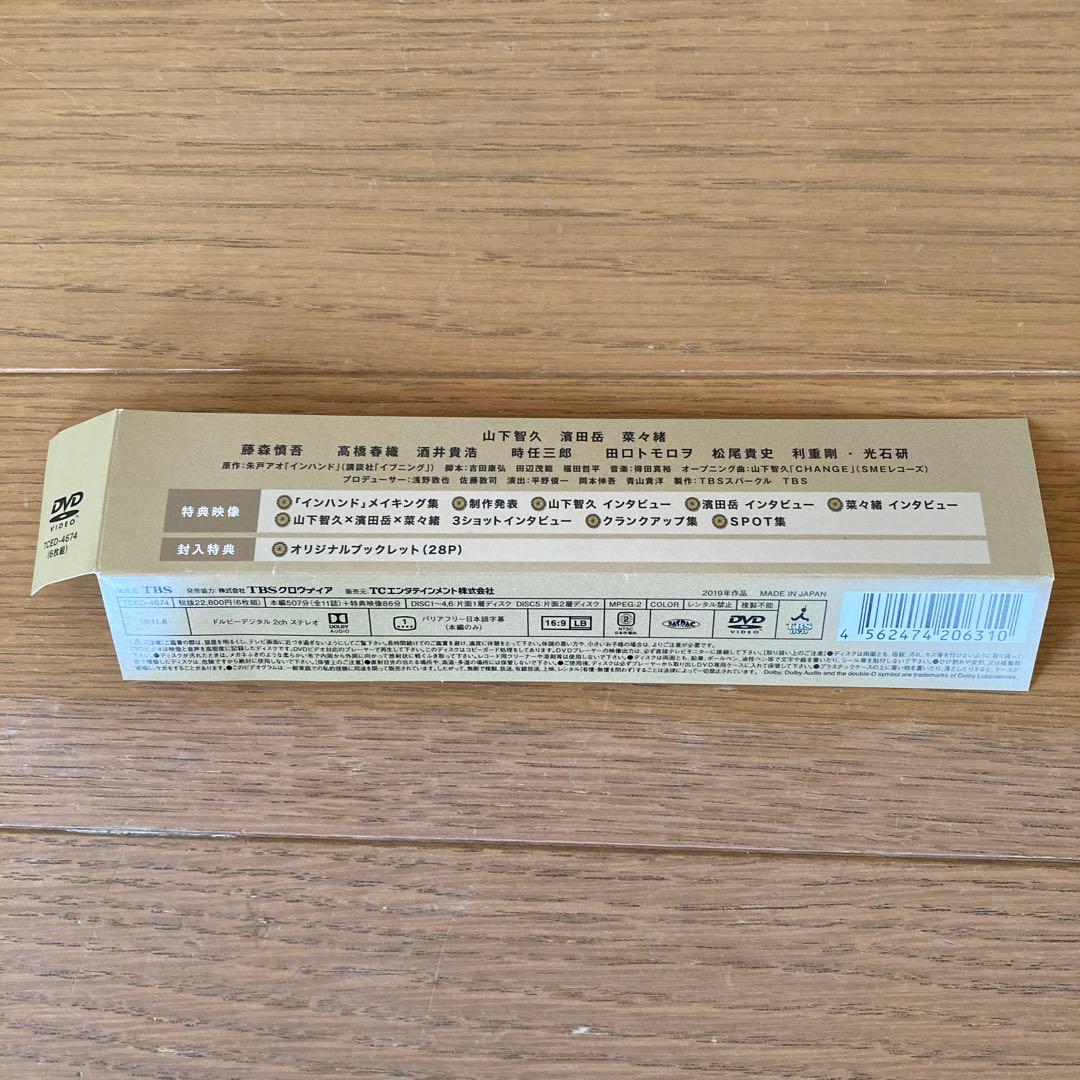 DVD
VIDEO
TCED-4674
(6枚組)
山下智久 濱田岳 菜々緒
藤森慎吾 高橋春織 酒井貴浩 時任三郎 田口トモロヲ 松尾貴史 利重剛・光石研
原作:朱戸アオ「インハンド」(講談社「イブニング」) 脚本:吉田康弘 田辺茂範 福田哲平 音楽:得田真裕 オープニング曲:山下智久「CHANGE」(SMEレコーズ)
プロデューサー:浅野敦也 佐藤敦司 演出:平野俊一 岡本伸吾 青山貴洋 製作:TBSスパークル TBS
特典映像
「インハンド」メイキング集 制作発表 山下智久 インタビュー 濱田岳 インタビュー 菜々緒 インタビュー
山下智久×濱田岳×菜々緒 3ショットインタビュー クランクアップ集 SPOT集
封入特典
オリジナルブックレット(28P)
発売元 TBS 発売協力:株式会社TBSグロウディア 販売元 TCエンタテインメント株式会社 2019年作品 MADE IN JAPAN
TCED-4674 税抜22,800円(6枚組) 本編507分(全11話)+特典映像86分 DISC1~4,6:片面1層ディスク DISC5:片面2層ディスク MPEG-2 COLOR レンタル禁止 複製不能
19.11.8 ドルビーデジタル 2ch ステレオ DOLBY AUDIO 1 バリアフリー日本語字幕 (本編のみ) 16:9 LB 2 NTSC 日本市場向 DVD VIDEO TBS DVD
4 562474 206310
Dolby, Dolby Audio and the double-D symbol are trademarks of Dolby Laboratories.